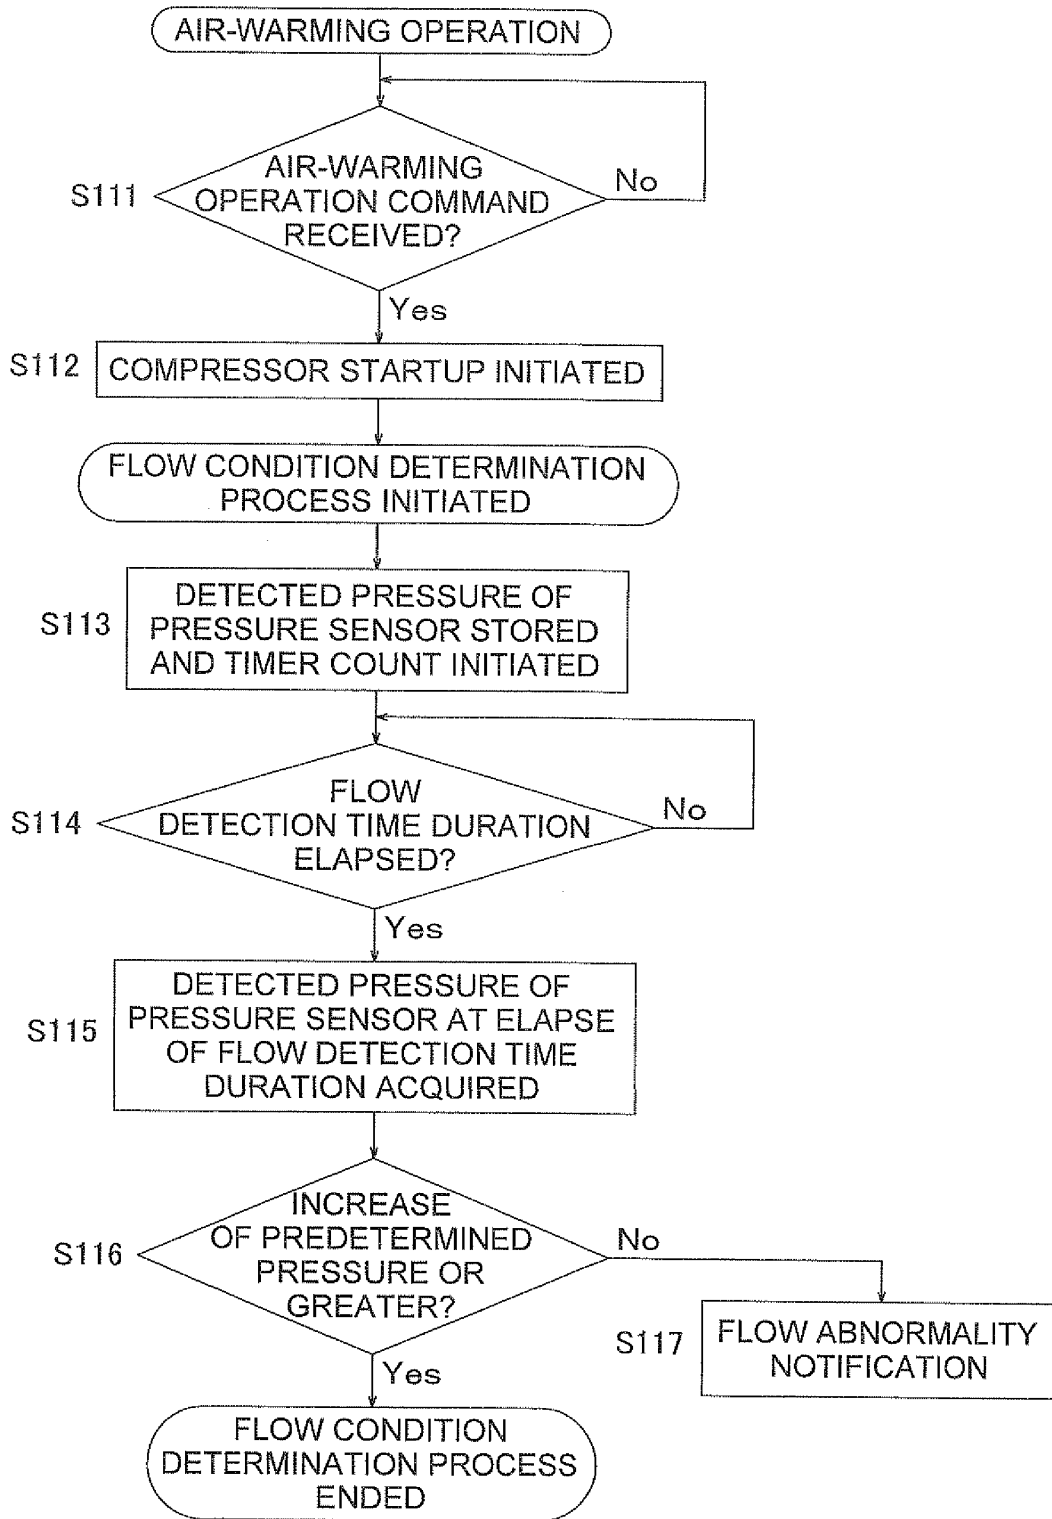 AIR-WARMING OPERATION
S111
AIR-WARMING
OPERATION COMMAND
RECEIVED?
No
Yes
S112
COMPRESSOR STARTUP INITIATED
FLOW CONDITION DETERMINATION
PROCESS INITIATED
S113
DETECTED PRESSURE OF
PRESSURE SENSOR STORED
AND TIMER COUNT INITIATED
S114
FLOW
DETECTION TIME DURATION
ELAPSED?
No
Yes
S115
DETECTED PRESSURE OF
PRESSURE SENSOR AT ELAPSE
OF FLOW DETECTION TIME
DURATION ACQUIRED
S116
INCREASE
OF PREDETERMINED
PRESSURE OR
GREATER?
No
S117
FLOW ABNORMALITY
NOTIFICATION
Yes
FLOW CONDITION
DETERMINATION PROCESS
ENDED